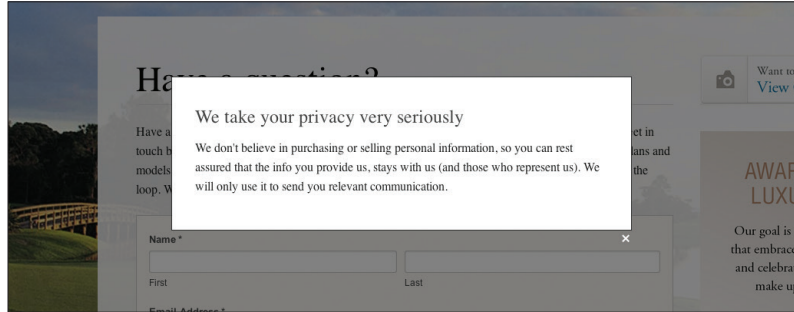 Have a question?
We take your privacy very seriously
We don't believe in purchasing or selling personal information, so you can rest
assured that the info you provide us, stays with us (and those who represent us). We
will only use it to send you relevant communication.
Have a
touch
models
loop.
et in
and
the
Name *
First
Last
Email Address *
Want to
View
Our goal is
that embrace
and celebra
make up